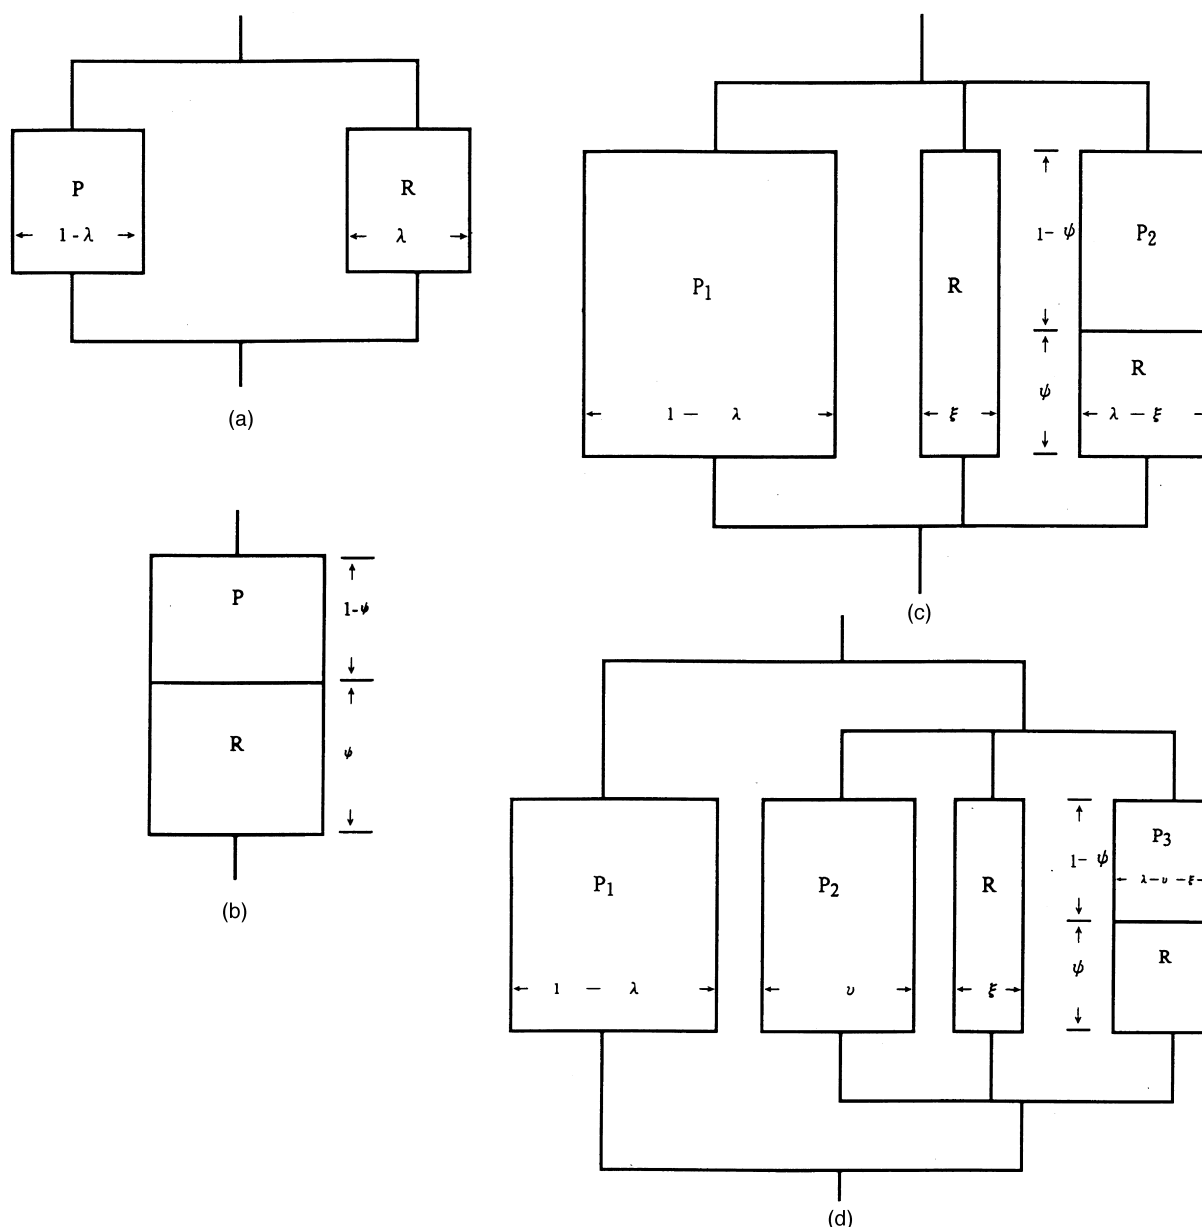 P
1 - λ
R
λ
(a)
P
1-ψ
R
ψ
(b)
P1
1 — λ
R
ξ
1- ψ
P2
ψ
R
λ — ξ
(c)
P1
1 — λ
P2
υ
R
ξ
1- ψ
P3
λ-υ-ξ
ψ
R
(d)